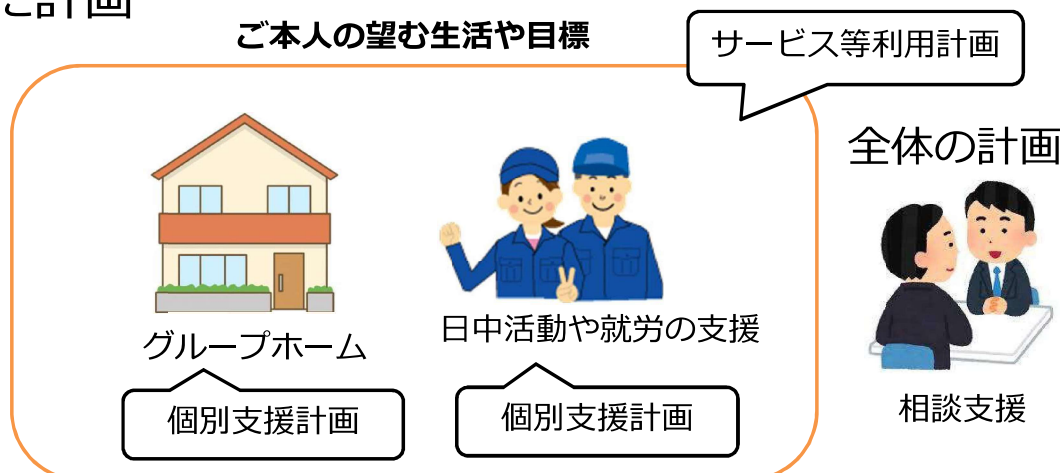 と計画
ご本人の望む生活や目標
サービス等利用計画
全体の計画
グループホーム
日中活動や就労の支援
個別支援計画
個別支援計画
相談支援